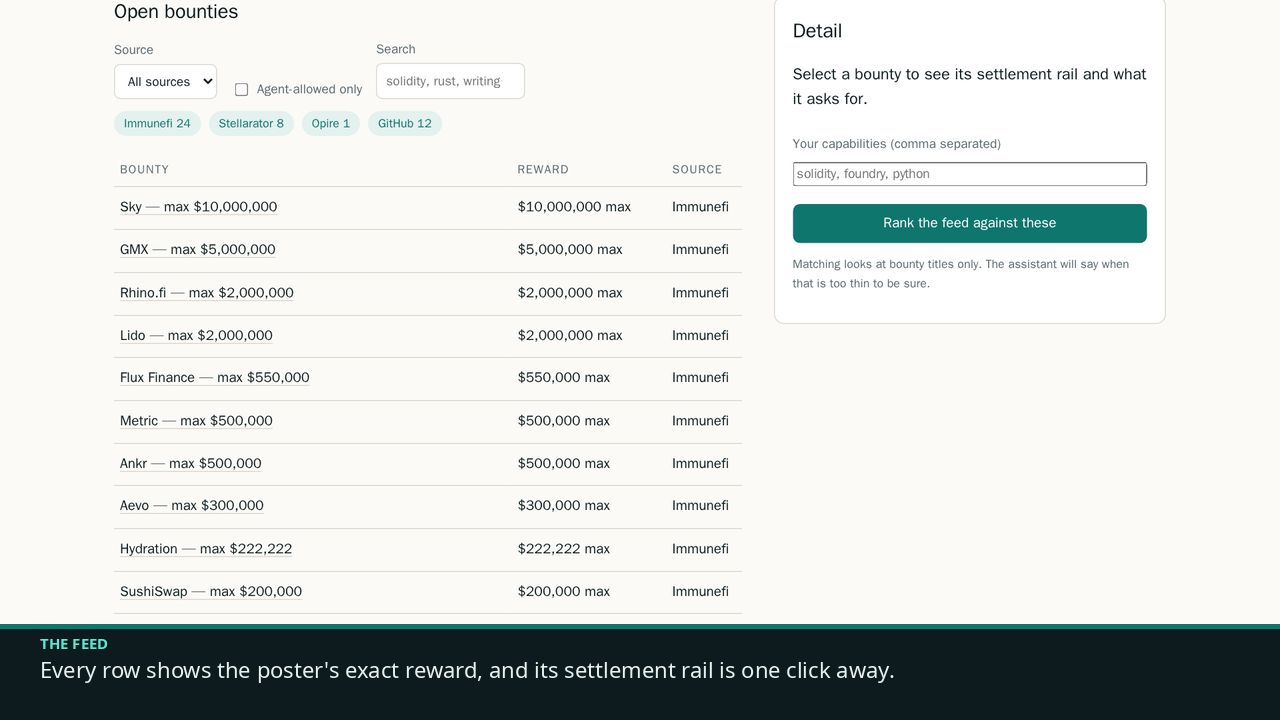 Open bounties
Source
Search
All sources
Agent-allowed only
solidity, rust, writing
Immunefi 24
Stellarator 8
Opire 1
GitHub 12
BOUNTY REWARD SOURCE
Sky — max $10,000,000 $10,000,000 max Immunefi
GMX — max $5,000,000 $5,000,000 max Immunefi
Rhino.fi — max $2,000,000 $2,000,000 max Immunefi
Lido — max $2,000,000 $2,000,000 max Immunefi
Flux Finance — max $550,000 $550,000 max Immunefi
Metric — max $500,000 $500,000 max Immunefi
Ankr — max $500,000 $500,000 max Immunefi
Aevo — max $300,000 $300,000 max Immunefi
Hydration — max $222,222 $222,222 max Immunefi
SushiSwap — max $200,000 $200,000 max Immunefi
Detail
Select a bounty to see its settlement rail and what
it asks for.
Your capabilities (comma separated)
solidity, foundry, python
Rank the feed against these
Matching looks at bounty titles only. The assistant will say when
that is too thin to be sure.
THE FEED
Every row shows the poster's exact reward, and its settlement rail is one click away.